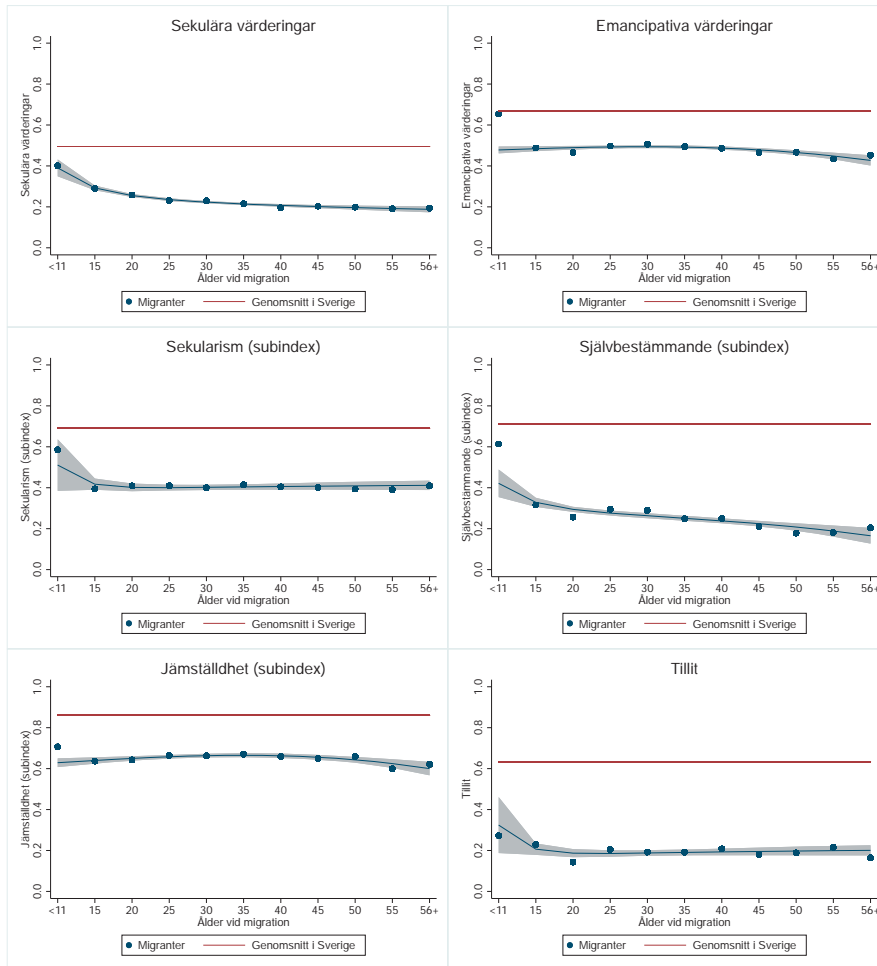 Sekulära värderingar
Sekulära värderingar
1.0
0.8
0.6
0.4
0.2
0.0
<11 15 20 25 30 35 40 45 50 55 56+
Ålder vid migration
Migranter Genomsnitt i Sverige
Emancipativa värderingar
Emancipativa värderingar
1.0
0.8
0.6
0.4
0.2
0.0
<11 15 20 25 30 35 40 45 50 55 56+
Ålder vid migration
Migranter Genomsnitt i Sverige
Sekularism (subindex)
Sekularism (subindex)
1.0
0.8
0.6
0.4
0.2
0.0
<11 15 20 25 30 35 40 45 50 55 56+
Ålder vid migration
Migranter Genomsnitt i Sverige
Självbestämmande (subindex)
Självbestämmande (subindex)
1.0
0.8
0.6
0.4
0.2
0.0
<11 15 20 25 30 35 40 45 50 55 56+
Ålder vid migration
Migranter Genomsnitt i Sverige
Jämställdhet (subindex)
Jämställdhet (subindex)
1.0
0.8
0.6
0.4
0.2
0.0
<11 15 20 25 30 35 40 45 50 55 56+
Ålder vid migration
Migranter Genomsnitt i Sverige
Tillit
Tillit
1.0
0.8
0.6
0.4
0.2
0.0
<11 15 20 25 30 35 40 45 50 55 56+
Ålder vid migration
Migranter Genomsnitt i Sverige